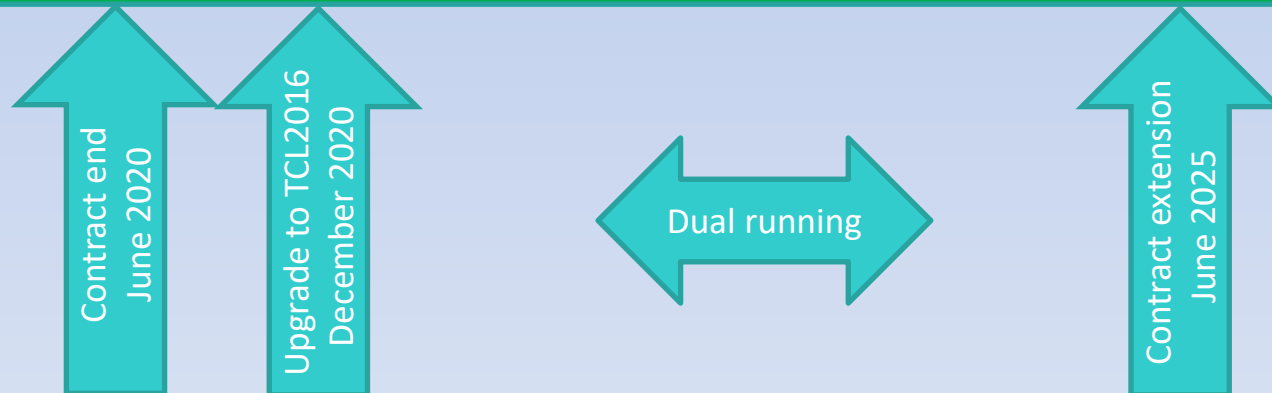 Contract end
June 2020
Upgrade to TCL2016
December 2020
Dual running
Contract extension
June 2025